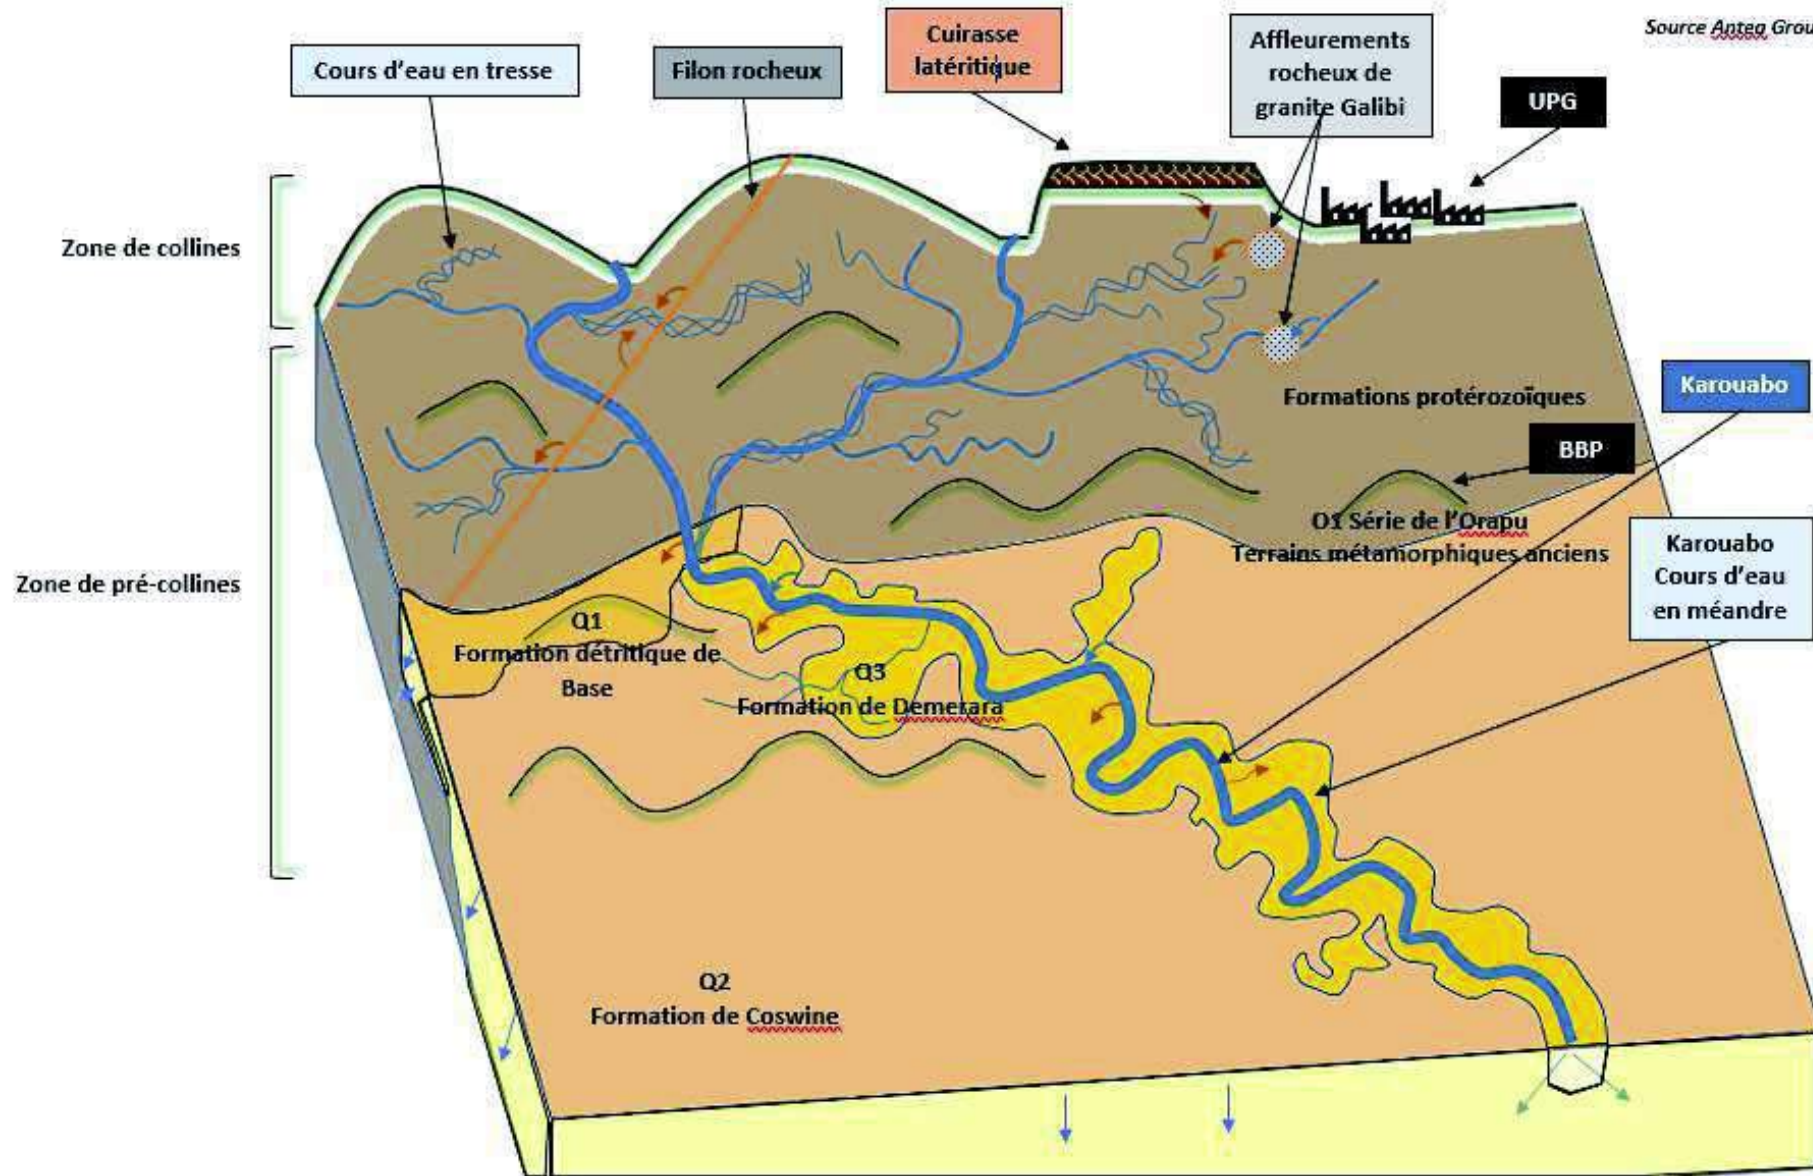 Source Antea Grou
Cours d'eau en tresse
Filon rocheux
Cuirasse
latéritique
Affleurements
rocheux de
granite Galibi
UPG
Zone de collines
Formations protérozoïques
Karouabo
BBP
O1 Série de l'Orapu
Terrains métamorphiques anciens
Karouabo
Cours d'eau
en méandre
Zone de pré-collines
Q1
Formation détritique de
Base
Q3
Formation de Demerara
Q2
Formation de Coswine